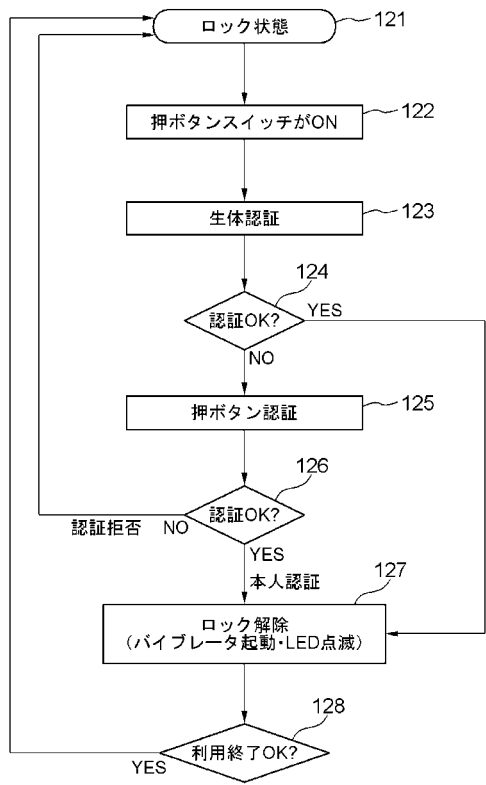 ロック状態
121
押ボタンスイッチがON
122
生体認証
123
124
認証OK?
YES
NO
押ボタン認証
125
126
認証OK?
認証拒否 NO
YES
本人認証
127
ロック解除
(バイブレータ起動・LED点滅)
128
利用終了OK?
YES